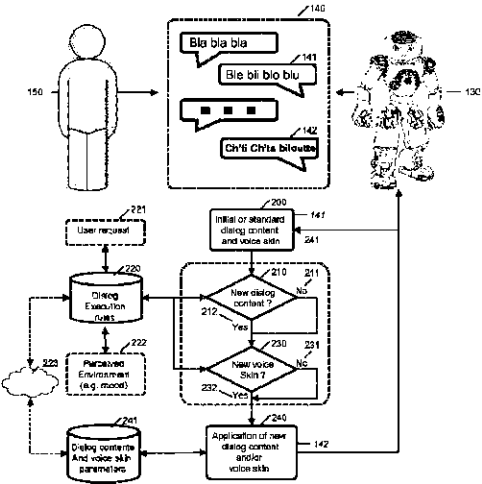 140
Bla bla bla
141
Ble bli blo blu
150
130
142
Ch'ti Ch'ta biloutte
200
221
Initial or standard
dialog content
and voice skin
141
241
User request
220
210
211
Dialog
Execution
rules
New dialog
content ?
No
212
Yes
222
230
231
223
Perceived
Environment
(e.g. mood)
New voice
Skin ?
No
232
Yes
241
240
Dialog contents
And voice skin
parameters
Application of new
dialog content
and/or
voice skin
142